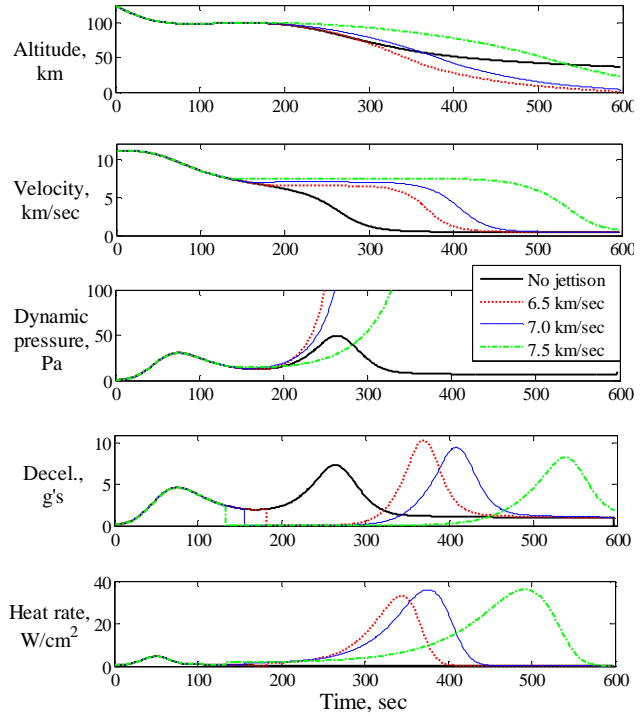 Altitude,
km
100
50
0
0 100 200 300 400 500 600
Velocity,
km/sec
10
5
0
0 100 200 300 400 500 600
No jettison
6.5 km/sec
7.0 km/sec
7.5 km/sec
Dynamic
pressure,
Pa
100
50
0
0 100 200 300 400 500 600
Decel.,
g's
10
5
0
0 100 200 300 400 500 600
Heat rate,
W/cm²
40
20
0
0 100 200 300 400 500 600
Time, sec